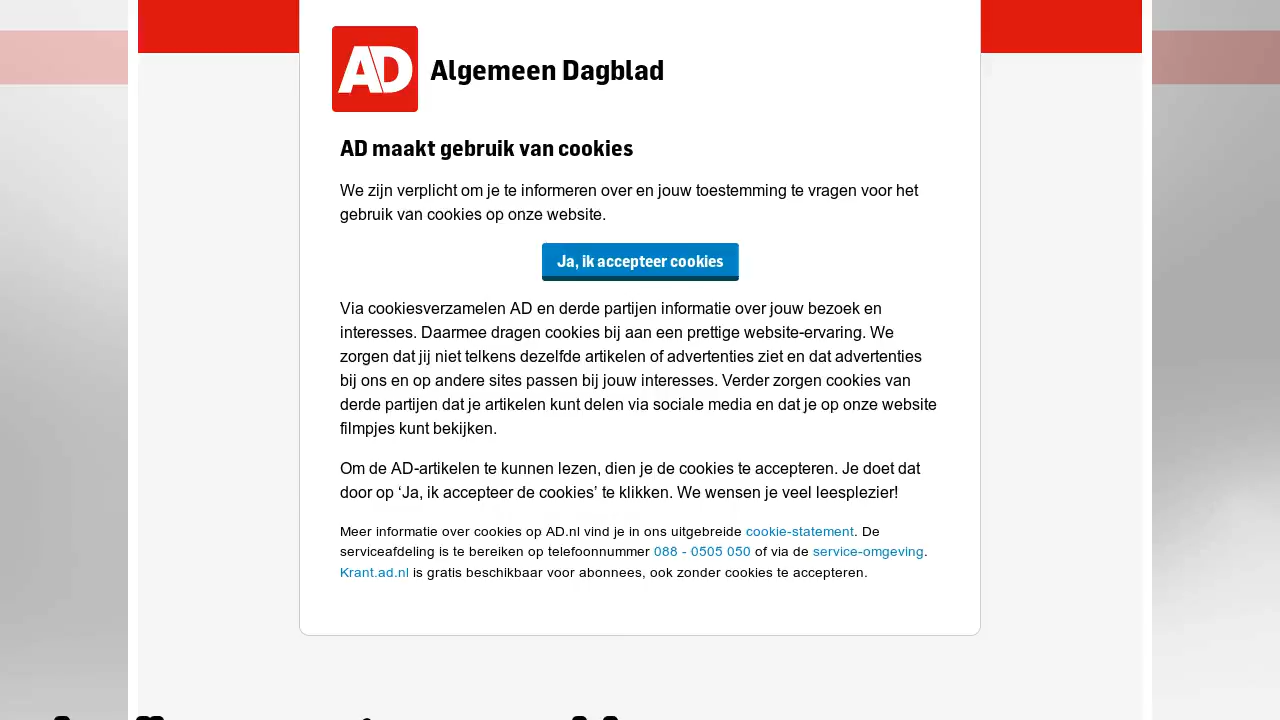 AD Algemeen Dagblad
AD maakt gebruik van cookies
We zijn verplicht om je te informeren over en jouw toestemming te vragen voor het
gebruik van cookies op onze website.
Ja, ik accepteer cookies
Via cookiesverzamelen AD en derde partijen informatie over jouw bezoek en
interesses. Daarmee dragen cookies bij aan een prettige website-ervaring. We
zorgen dat jij niet telkens dezelfde artikelen of advertenties ziet en dat advertenties
bij ons en op andere sites passen bij jouw interesses. Verder zorgen cookies van
derde partijen dat je artikelen kunt delen via sociale media en dat je op onze website
filmpjes kunt bekijken.
Om de AD-artikelen te kunnen lezen, dien je de cookies te accepteren. Je doet dat
door op ‘Ja, ik accepteer de cookies’ te klikken. We wensen je veel leesplezier!
Meer informatie over cookies op AD.nl vind je in ons uitgebreide cookie-statement. De
serviceafdeling is te bereiken op telefoonnummer 088 - 0505 050 of via de service-omgeving.
Krant.ad.nl is gratis beschikbaar voor abonnees, ook zonder cookies te accepteren.